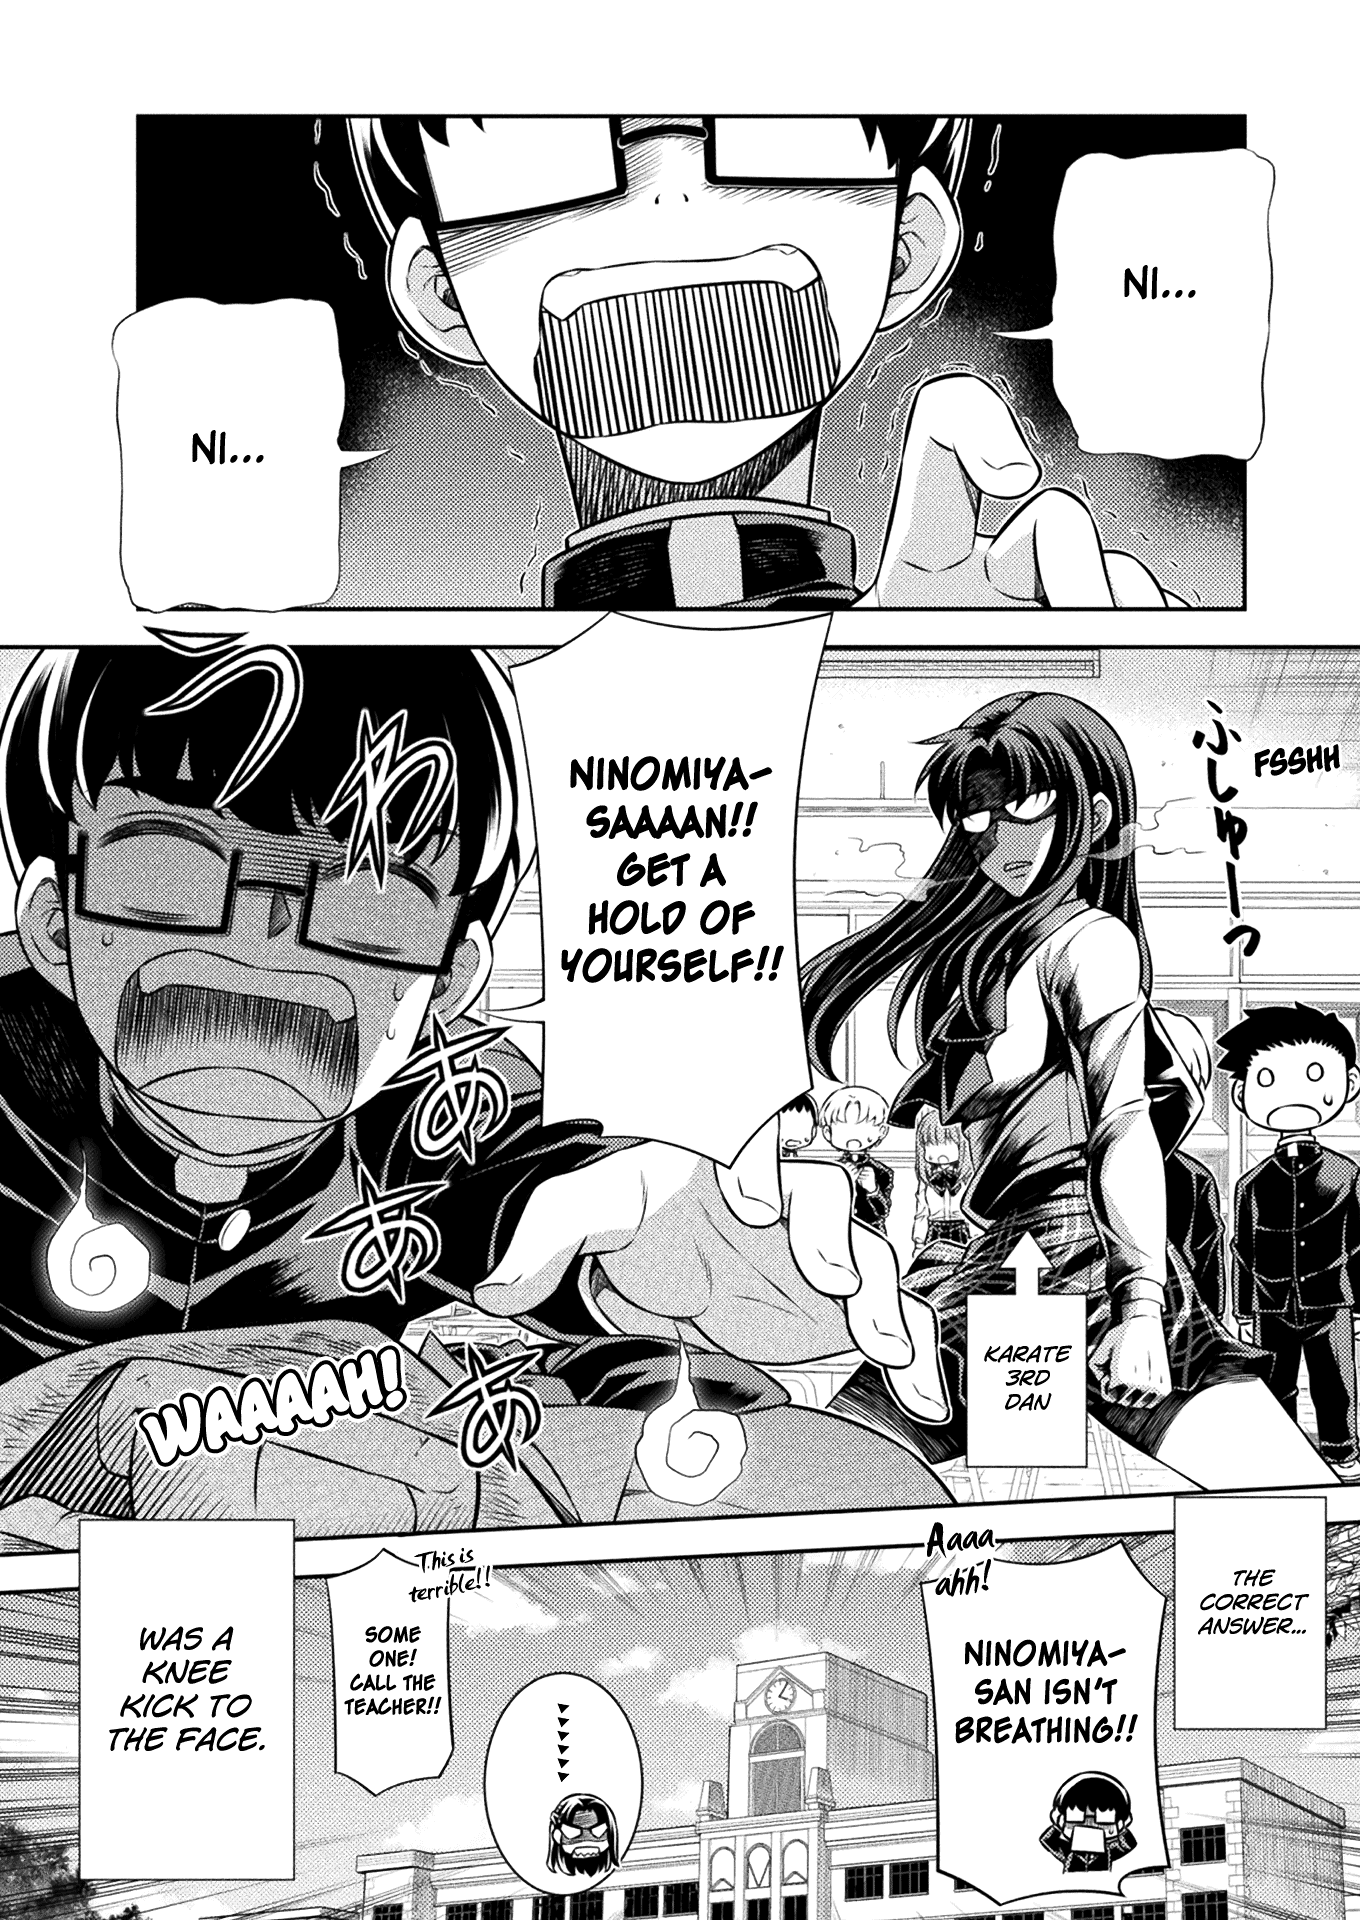 NI...
NI...
NINOMIYA-
SAAAAN!!
GET A
HOLD OF
YOURSELF!!
ふしゅーっ
FSSHH
うわ
あああ
WAAAAAH!
KARATE
3RD
DAN
THE
CORRECT
ANSWER...
Aaaa
ahh!
NINOMIYA-
SAN ISN'T
BREATHING!!
This is
terrible!!
SOME
ONE!
CALL THE
TEACHER!!
WAS A
KNEE
KICK TO
THE FACE.